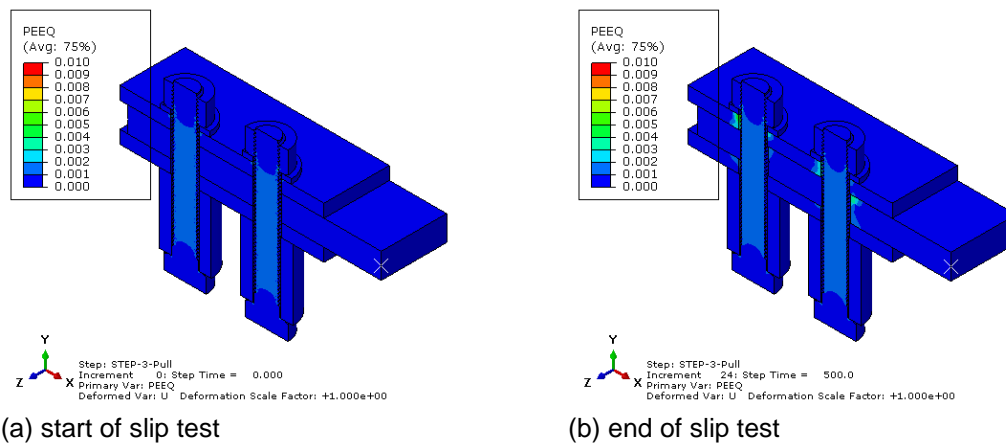 PEEQ
(Avg: 75%)
0.010
0.009
0.008
0.007
0.006
0.005
0.004
0.003
0.002
0.001
0.000
Y
Z X
Step: STEP-3-Pull
Increment 0: Step Time = 0.000
Primary Var: PEEQ
Deformed Var: U Deformation Scale Factor: +1.000e+00
(a) start of slip test
PEEQ
(Avg: 75%)
0.010
0.009
0.008
0.007
0.006
0.005
0.004
0.003
0.002
0.001
0.000
Y
Z X
Step: STEP-3-Pull
Increment 24: Step Time = 500.0
Primary Var: PEEQ
Deformed Var: U Deformation Scale Factor: +1.000e+00
(b) end of slip test